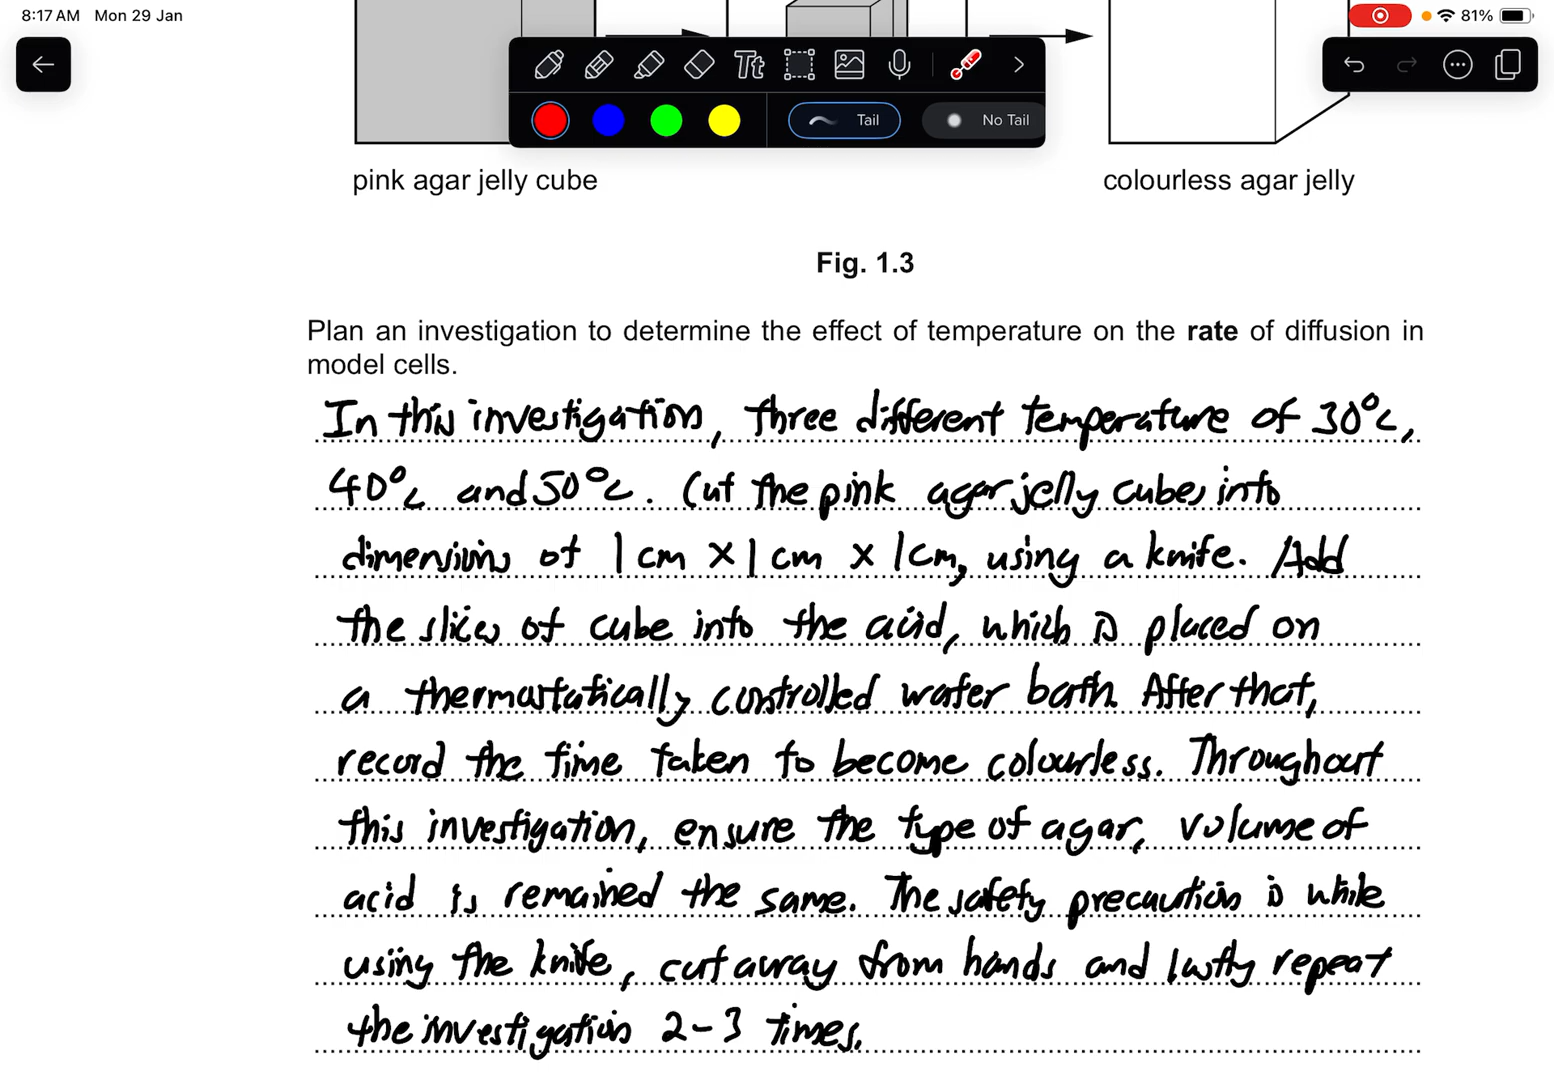 8:17 AM Mon 29 Jan
81%
Tt
Tail
No Tail
pink agar jelly cube
colourless agar jelly
Fig. 1.3
Plan an investigation to determine the effect of temperature on the rate of diffusion in
model cells.
In this investigation, three different temperature of 30°C,
40°C and 50°C. Cut the pink agar jelly cubes into
dimensions of 1 cm x 1 cm x 1cm, using a knife. Add
the slices of cube into the acid, which is placed on
a thermostatically controlled water bath. After that,
record the time taken to become colourless. Throughout
this investigation, ensure the type of agar, volume of
acid is remained the same. The safety precaution is while
using the knife, cut away from hands and lastly repeat
the investigation 2-3 times.